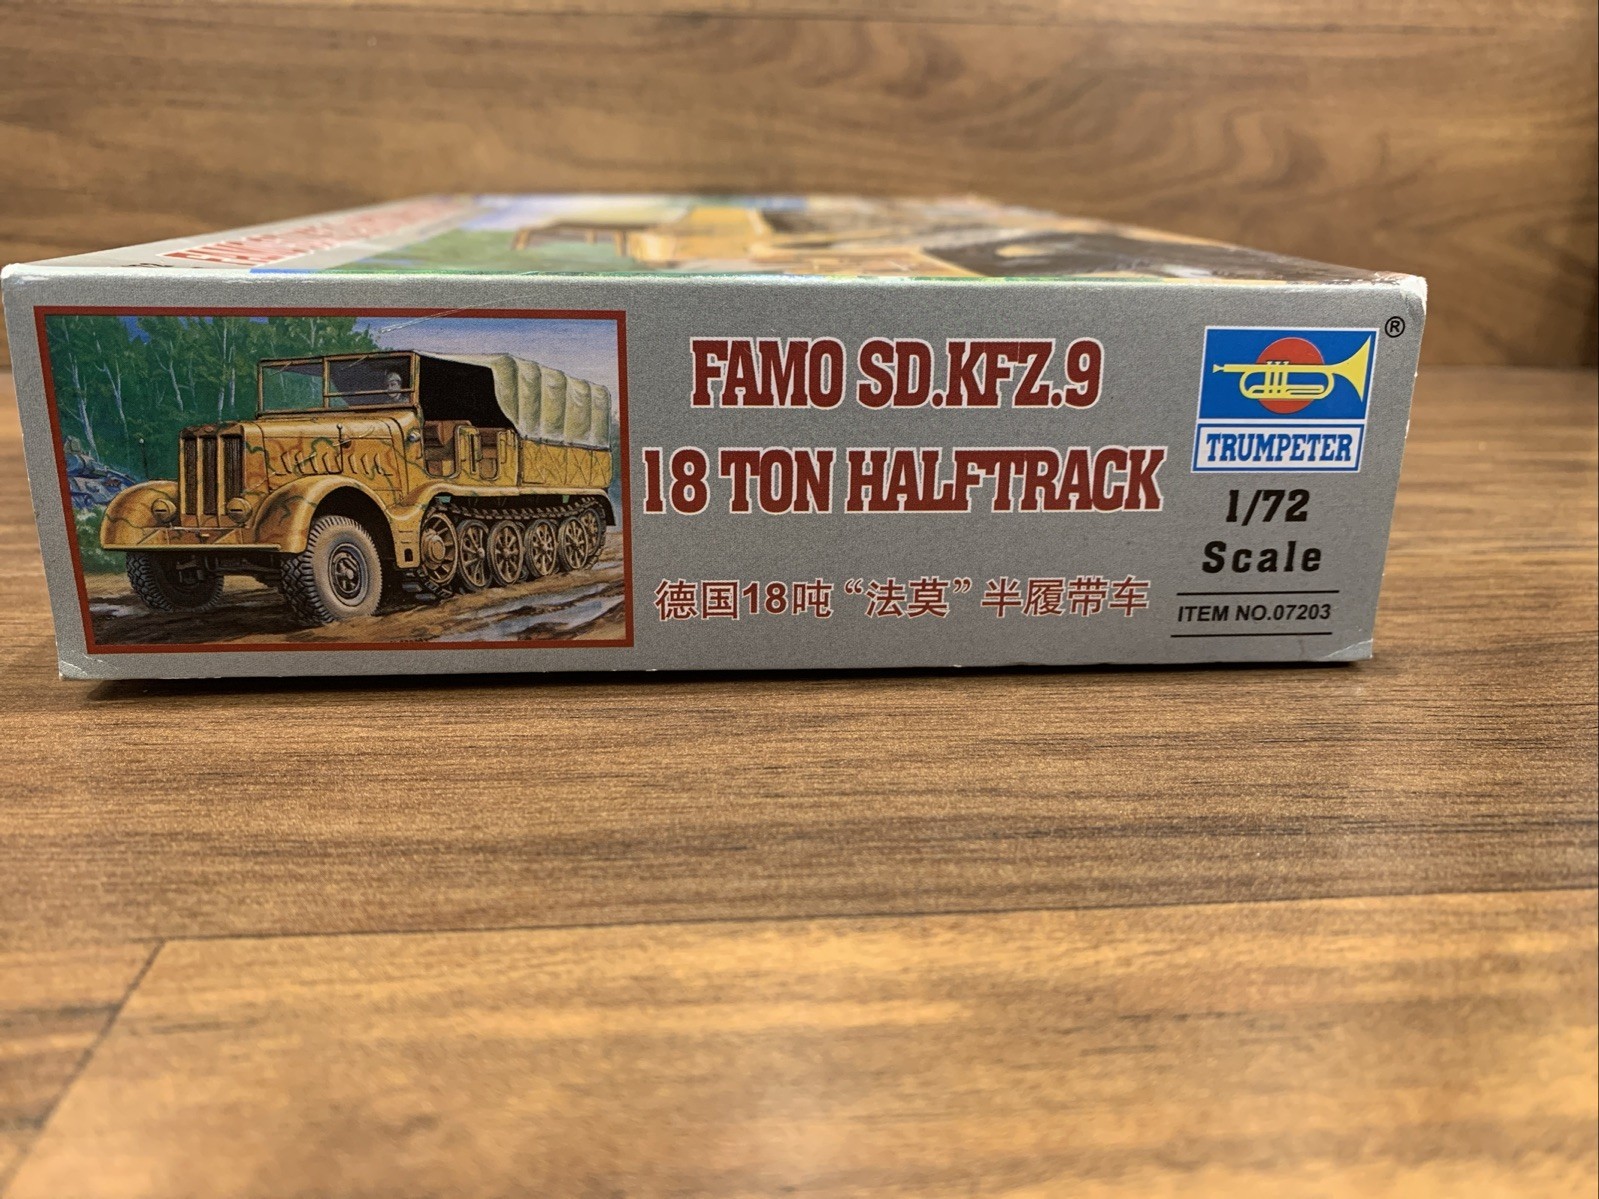 FAMO SD.KFZ.9
18 TON HALFTRACK
德国18吨“法莫”半履带车
®
TRUMPETER
1/72
Scale
ITEM NO.07203